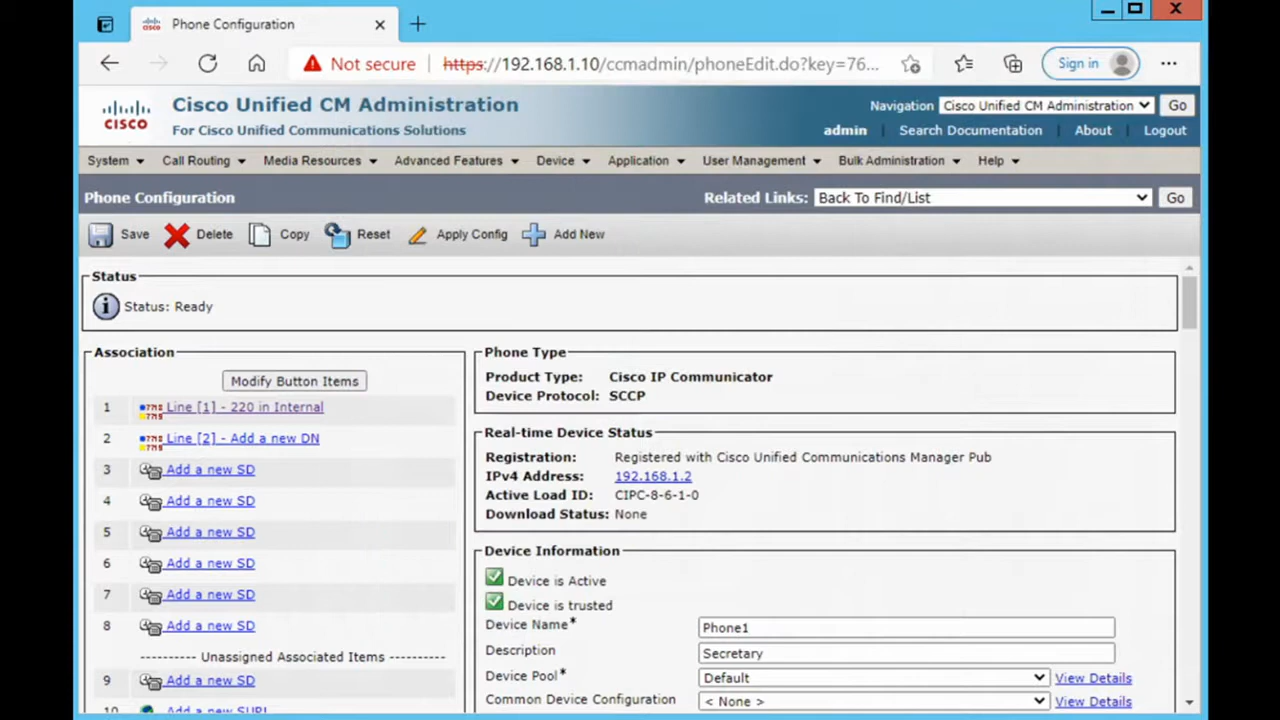 Phone Configuration
Not secure https://192.168.1.10/ccmadmin/phoneEdit.do?key=76... Sign in
CISCO
Cisco Unified CM Administration
For Cisco Unified Communications Solutions
Navigation Cisco Unified CM Administration Go
admin | Search Documentation | About | Logout
System Call Routing Media Resources Advanced Features Device Application User Management Bulk Administration Help
Phone Configuration
Related Links: Back To Find/List Go
Save Delete Copy Reset Apply Config Add New
Status
Status: Ready
Association
Modify Button Items
1 Line [1] - 220 in Internal
2 Line [2] - Add a new DN
3 Add a new SD
4 Add a new SD
5 Add a new SD
6 Add a new SD
7 Add a new SD
8 Add a new SD
---------- Unassigned Associated Items ----------
9 Add a new SD
10 Add a new SURL
Phone Type
Product Type: Cisco IP Communicator
Device Protocol: SCCP
Real-time Device Status
Registration: Registered with Cisco Unified Communications Manager Pub
IPv4 Address: 192.168.1.2
Active Load ID: CIPC-8-6-1-0
Download Status: None
Device Information
Device is Active
Device is trusted
Device Name* Phone1
Description Secretary
Device Pool* Default View Details
Common Device Configuration < None > View Details